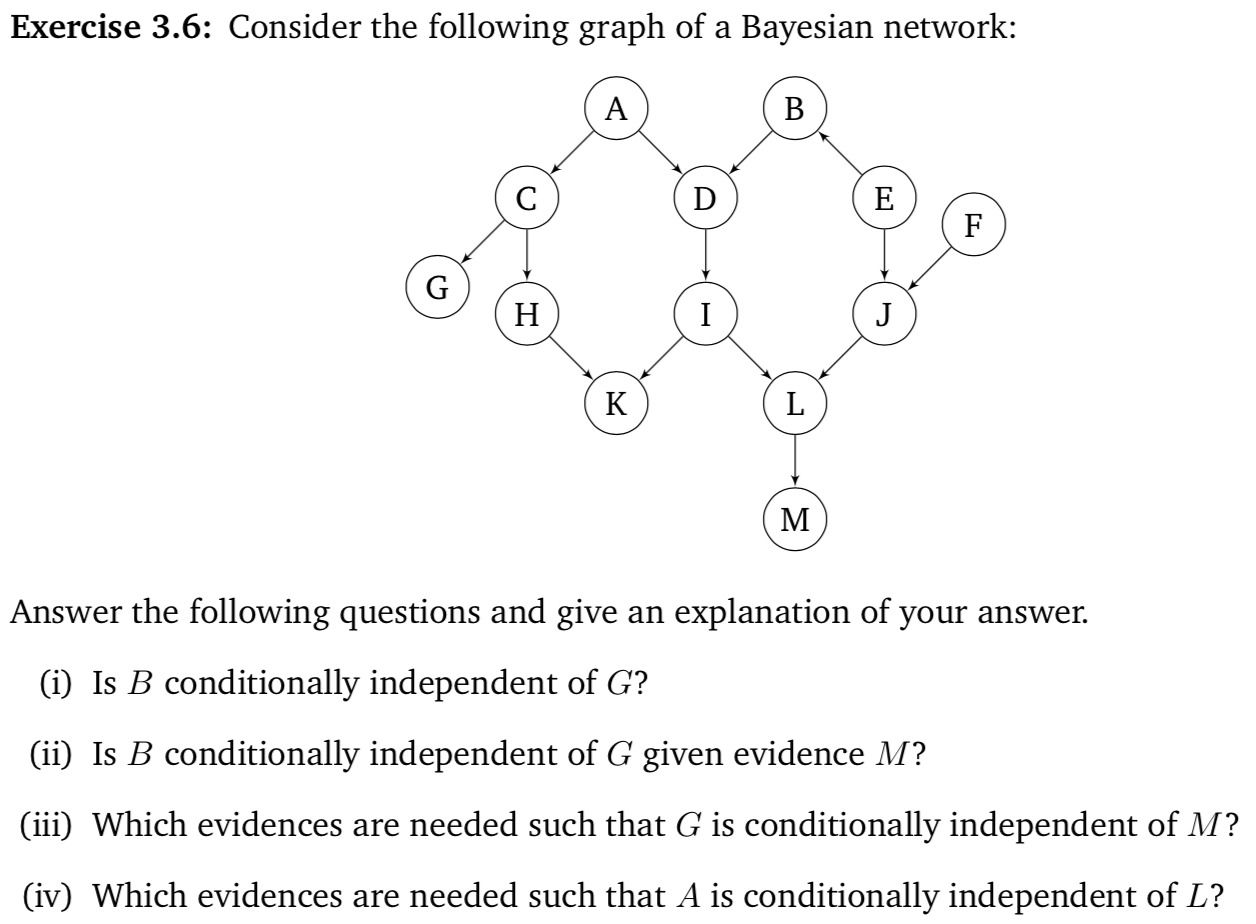 Exercise 3.6: Consider the following graph of a Bayesian network:
A
B
C
D
E
F
G
H
I
J
K
L
M
Answer the following questions and give an explanation of your answer.
(i) Is B conditionally independent of G?
(ii) Is B conditionally independent of G given evidence M?
(iii) Which evidences are needed such that G is conditionally independent of M?
(iv) Which evidences are needed such that A is conditionally independent of L?